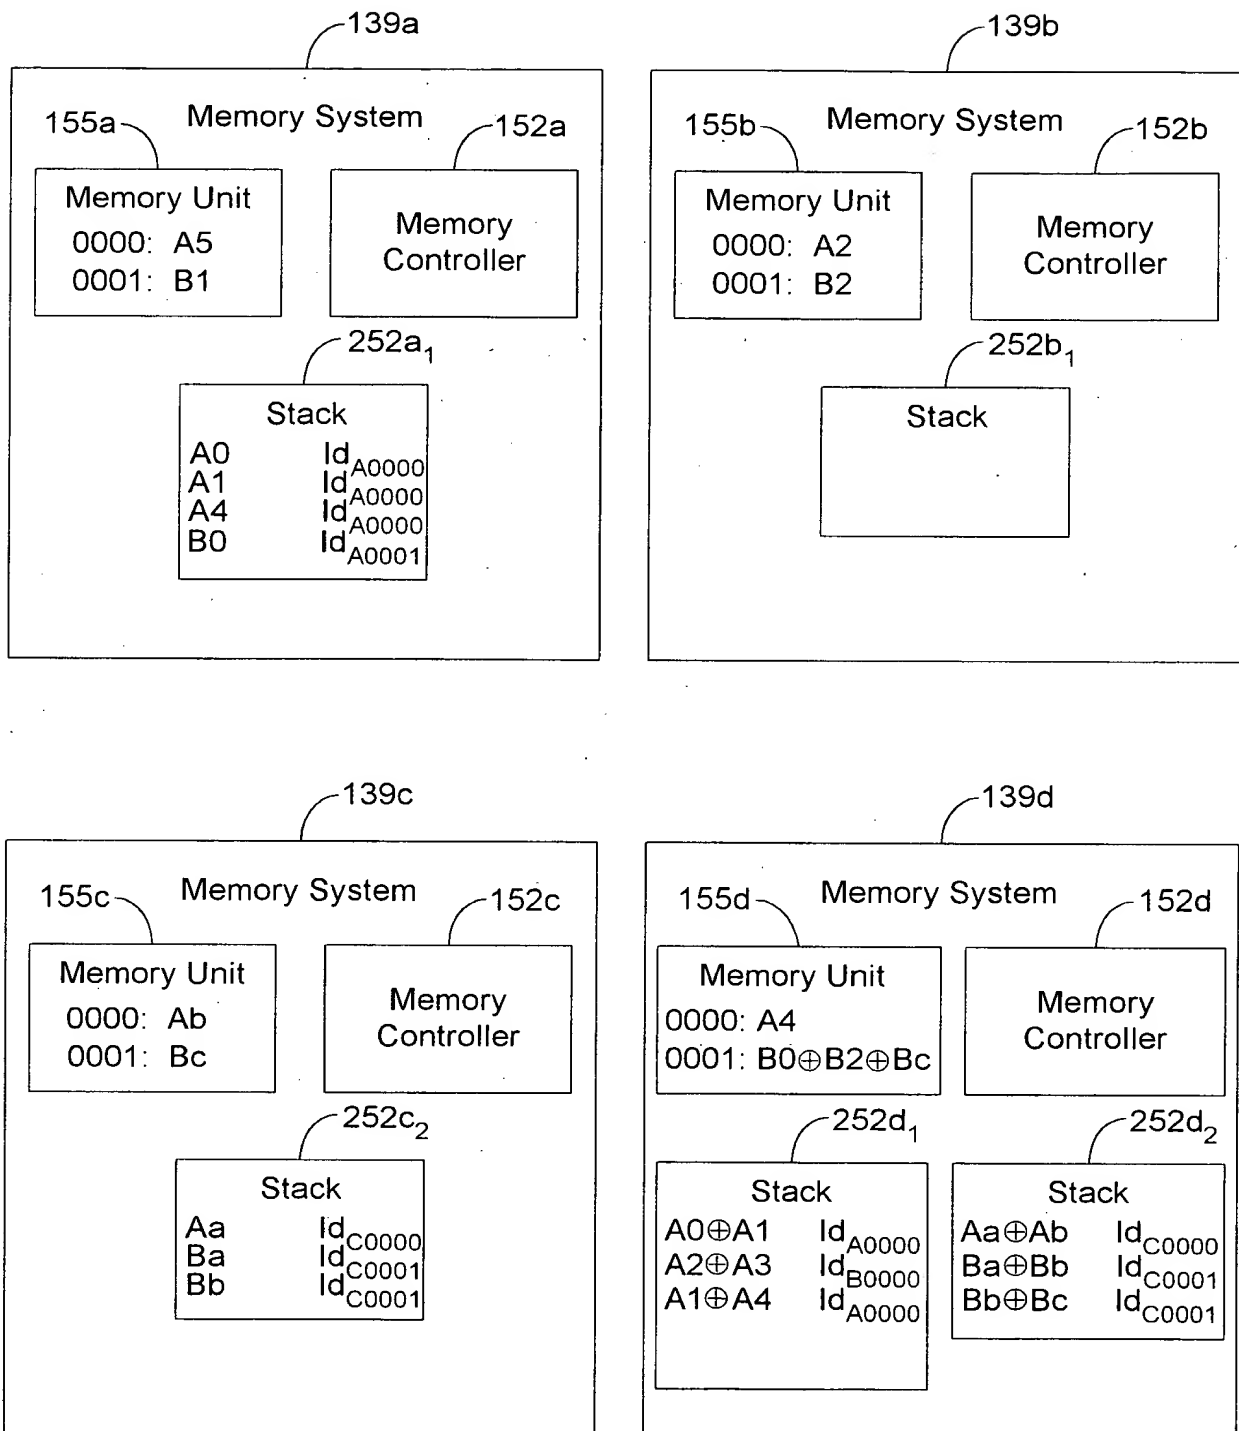 139a
Memory System
155a
152a
Memory Unit
0000: A5
0001: B1
Memory
Controller
252a1
Stack
A0 IdA0000
A1 IdA0000
A4 IdA0000
B0 IdA0001
139b
Memory System
155b
152b
Memory Unit
0000: A2
0001: B2
Memory
Controller
252b1
Stack
139c
Memory System
155c
152c
Memory Unit
0000: Ab
0001: Bc
Memory
Controller
252c2
Stack
Aa IdC0000
Ba IdC0001
Bb IdC0001
139d
Memory System
155d
152d
Memory Unit
0000: A4
0001: B0⊕B2⊕Bc
Memory
Controller
252d1
Stack
A0⊕A1 IdA0000
A2⊕A3 IdB0000
A1⊕A4 IdA0000
252d2
Stack
Aa⊕Ab IdC0000
Ba⊕Bb IdC0001
Bb⊕Bc IdC0001